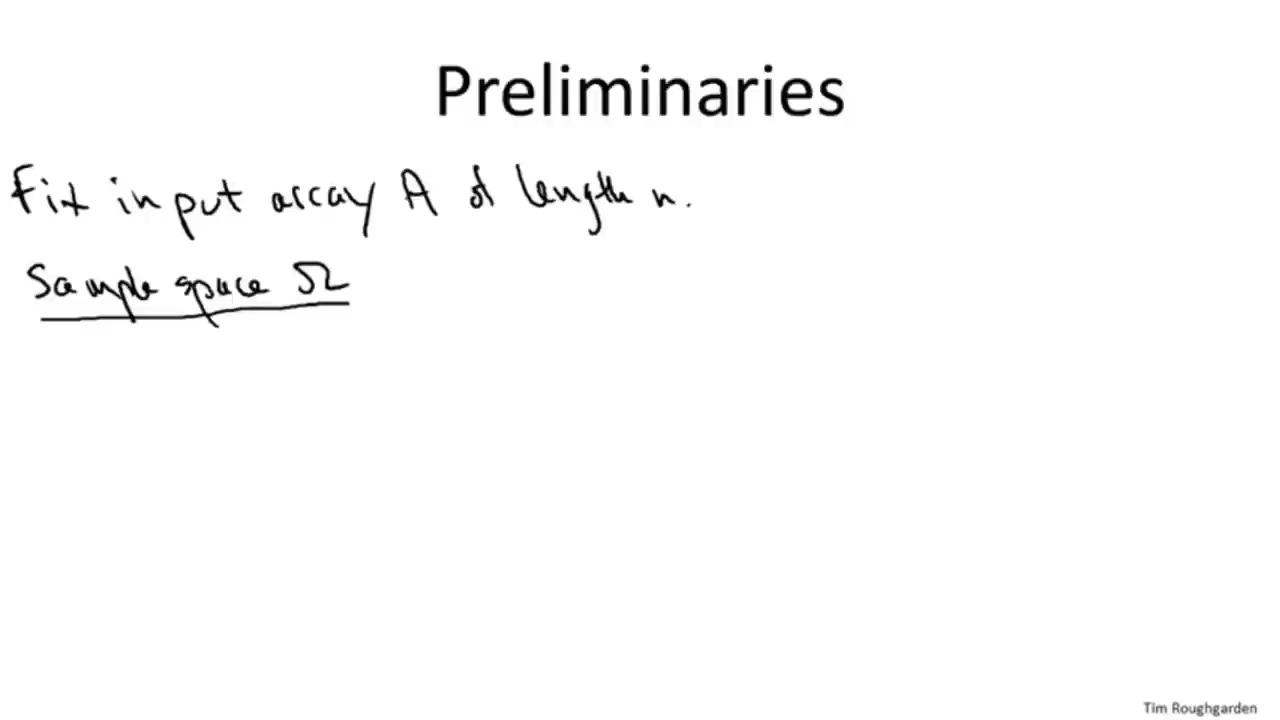 Preliminaries
Fix input array A of length n.
Sample space Ω
Tim Roughgarden